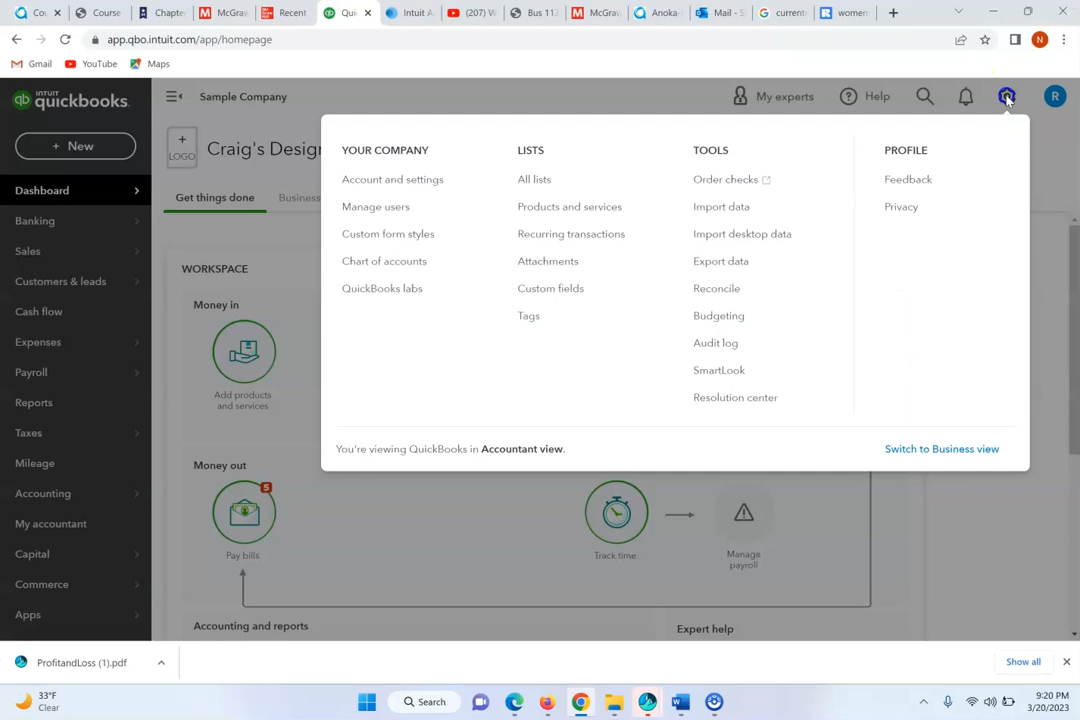 Cou
Course
Chapte
McGraw
Recent
Quic
Intuit A
(207) W
Bus 113
McGraw
Anoka-
Mail - S
current
women
app.qbo.intuit.com/app/homepage
N
Gmail
YouTube
Maps
INTUIT
quickbooks.
Sample Company
My experts
Help
R
+ New
+
LOGO
Craig's Design
Get things done
Business
YOUR COMPANY
Account and settings
Manage users
Custom form styles
Chart of accounts
QuickBooks labs
LISTS
All lists
Products and services
Recurring transactions
Attachments
Custom fields
Tags
TOOLS
Order checks
Import data
Import desktop data
Export data
Reconcile
Budgeting
Audit log
SmartLook
Resolution center
PROFILE
Feedback
Privacy
You're viewing QuickBooks in Accountant view.
Switch to Business view
Dashboard
Banking
Sales
Customers & leads
Cash flow
Expenses
Payroll
Reports
Taxes
Mileage
Accounting
My accountant
Capital
Commerce
Apps
WORKSPACE
Money in
Add products
and services
Money out
5
Pay bills
Track time
Manage
payroll
Accounting and reports
Expert help
ProfitandLoss (1).pdf
Show all
33°F
Clear
Search
9:20 PM
3/20/2023